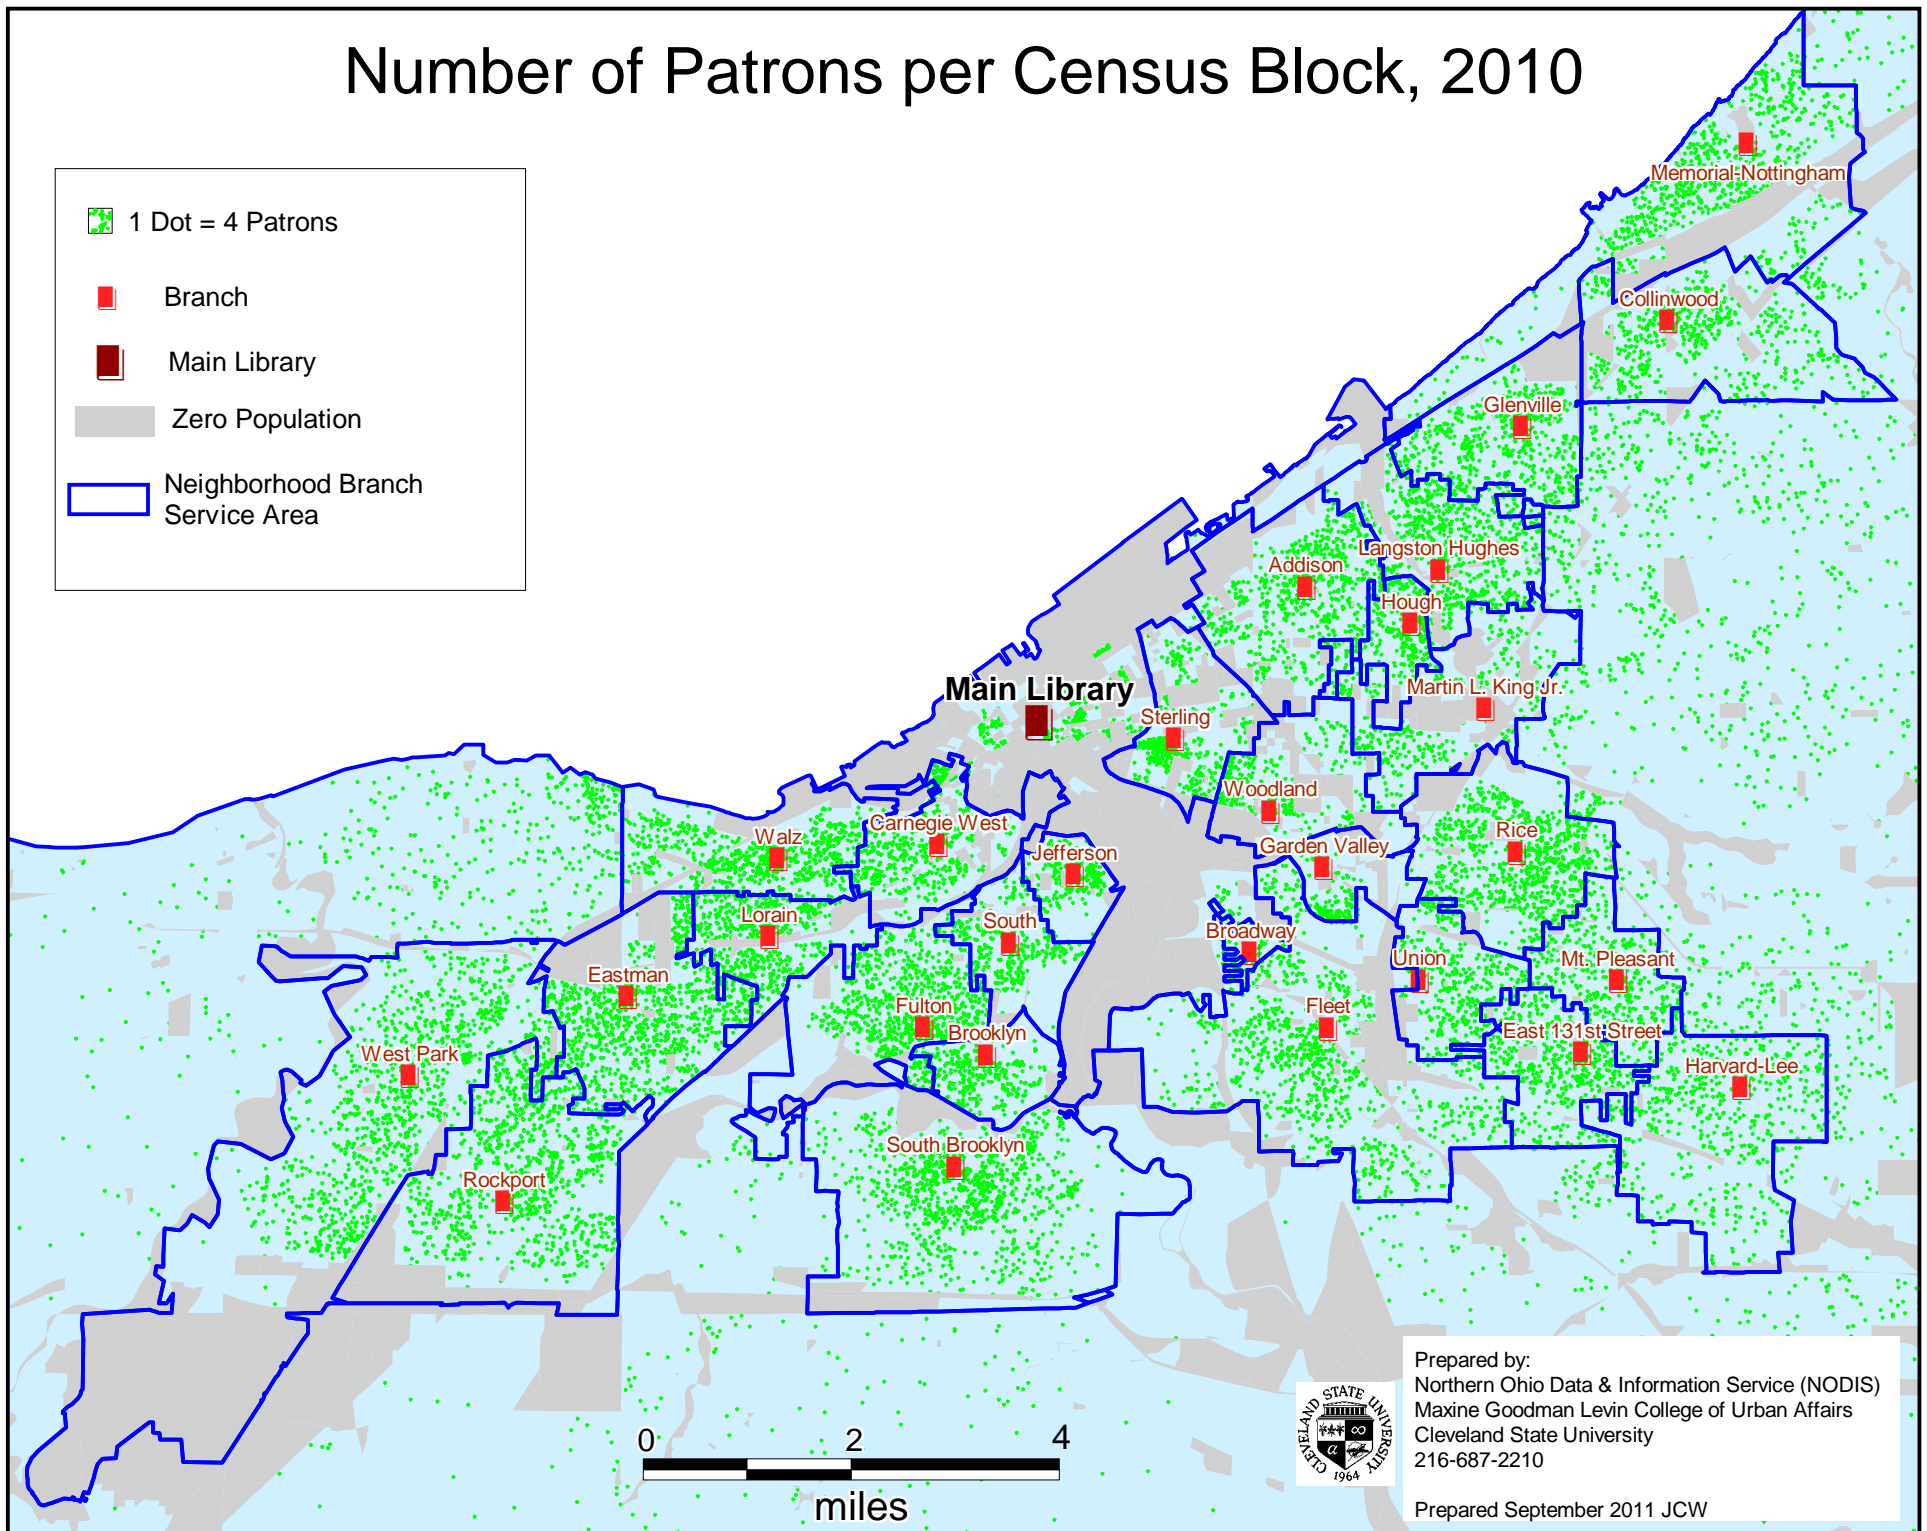 Number of Patrons per Census Block, 2010
1 Dot = 4 Patrons
Branch
Main Library
Zero Population
Neighborhood Branch
Service Area
Memorial-Nottingham
Collinwood
Glenville
Langston Hughes
Addison
Hough
Main Library
Martin L. King Jr.
Sterling
Woodland
Walz
Carnegie West
Rice
Jefferson
Garden Valley
Lorain
South
Broadway
Union
Mt. Pleasant
Eastman
Fulton
Fleet
Brooklyn
East 131st Street
West Park
Harvard-Lee
South Brooklyn
Rockport
0 2 4
miles
CLEVELAND STATE UNIVERSITY
1964
Prepared by:
Northern Ohio Data & Information Service (NODIS)
Maxine Goodman Levin College of Urban Affairs
Cleveland State University
216-687-2210
Prepared September 2011 JCW